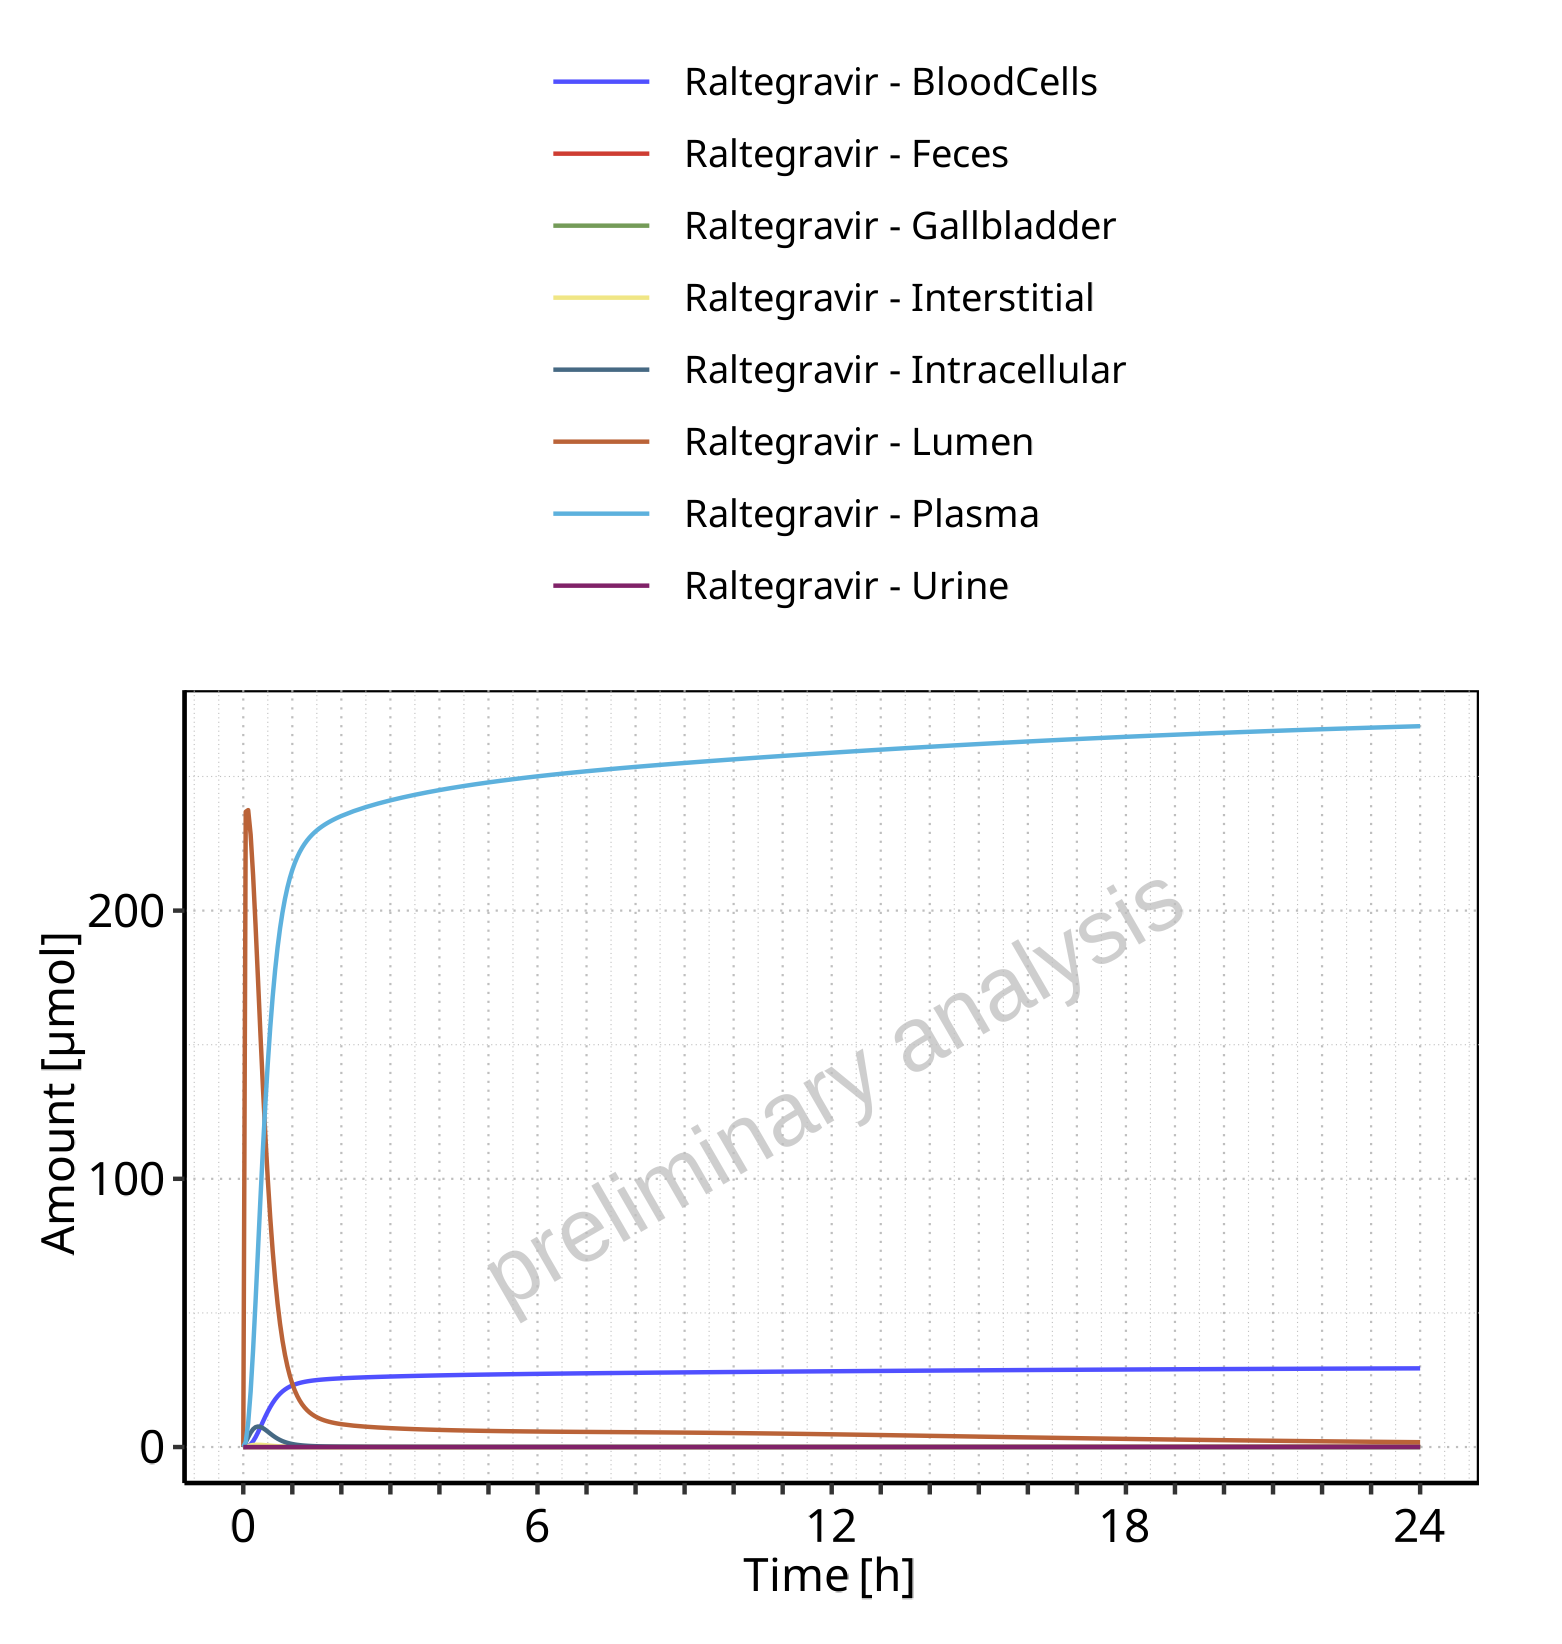 Raltegravir - BloodCells
Raltegravir - Feces
Raltegravir - Gallbladder
Raltegravir - Interstitial
Raltegravir - Intracellular
Raltegravir - Lumen
Raltegravir - Plasma
Raltegravir - Urine
Amount [µmol]
200
100
0
preliminary analysis
0 6 12 18 24
Time [h]